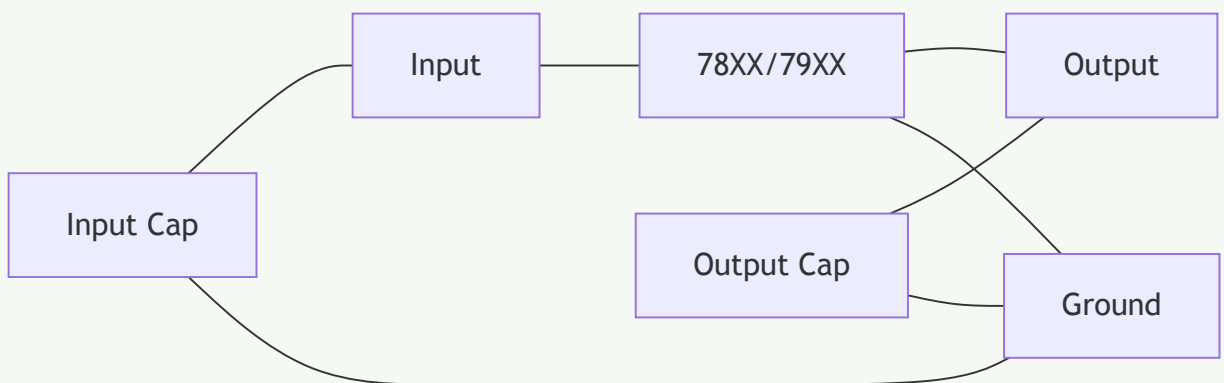 Input
78XX/79XX
Output
Input Cap
Output Cap
Ground